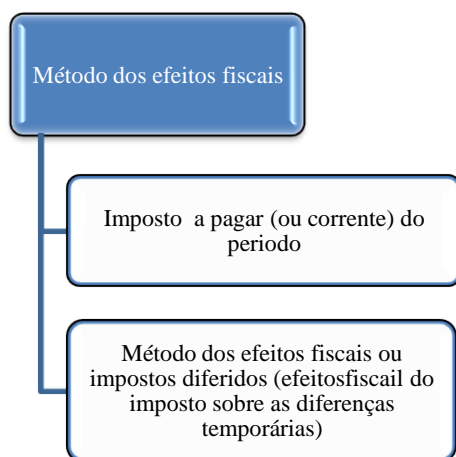 Método dos efeitos fiscais
Imposto a pagar (ou corrente) do
periodo
Método dos efeitos fiscais ou
impostos diferidos (efeitosfiscail do
imposto sobre as diferenças
temporárias)